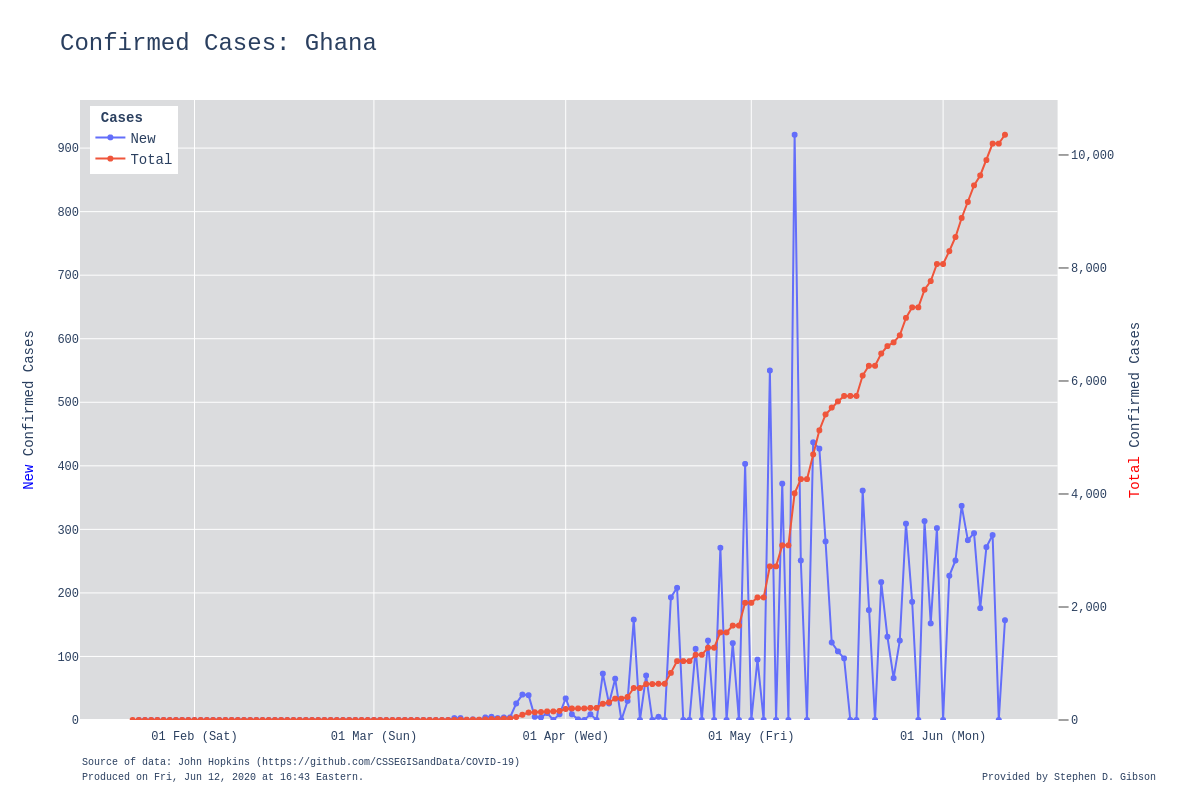 Confirmed Cases: Ghana
Cases
New
Total
900
800
700
600
500
400
300
200
100
0
10,000
8,000
6,000
4,000
2,000
0
New Confirmed Cases
Total Confirmed Cases
01 Feb (Sat)
01 Mar (Sun)
01 Apr (Wed)
01 May (Fri)
01 Jun (Mon)
Source of data: John Hopkins (https://github.com/CSSEGISandData/COVID-19)
Produced on Fri, Jun 12, 2020 at 16:43 Eastern.
Provided by Stephen D. Gibson